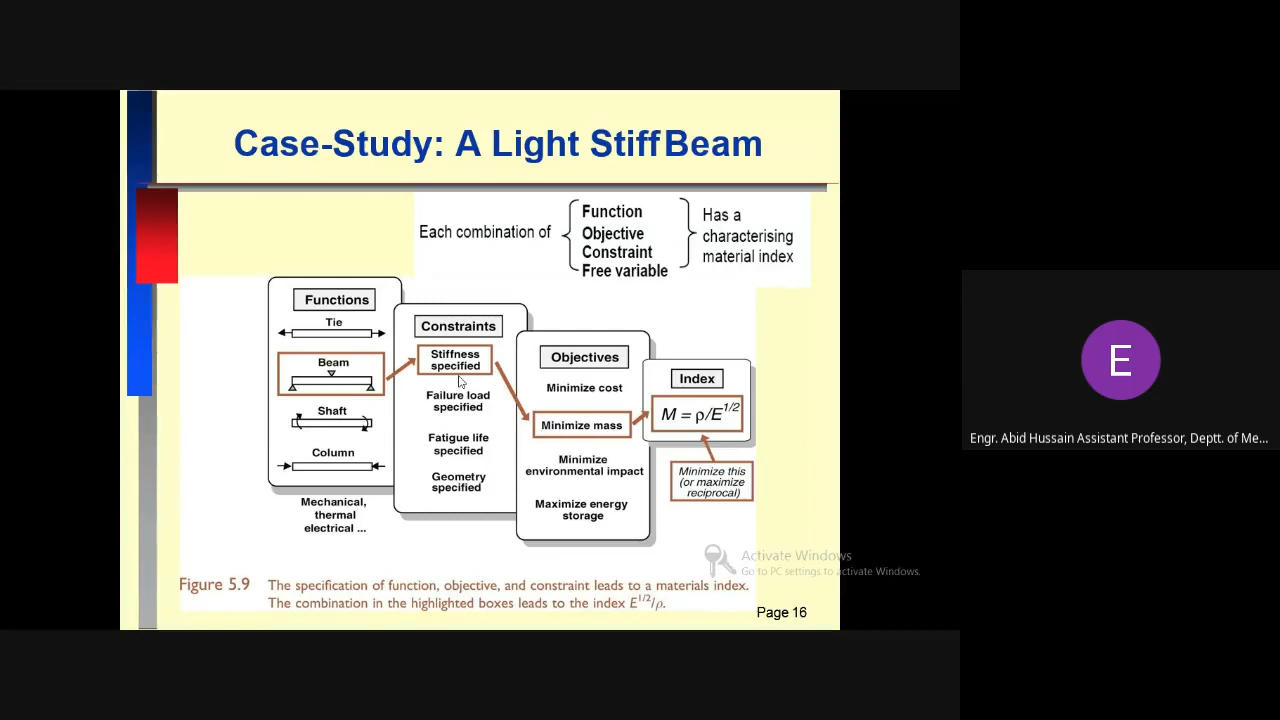 Case-Study: A Light Stiff Beam
Each combination of
Function
Objective
Constraint
Free variable
Has a
characterising
material index
Functions
Tie
Beam
Shaft
Column
Mechanical,
thermal
electrical ...
Constraints
Stiffness
specified
Failure load
specified
Fatigue life
specified
Geometry
specified
Objectives
Minimize cost
Minimize mass
Minimize
environmental impact
Maximize energy
storage
Index
M = ρ/E^1/2
Minimize this
(or maximize
reciprocal)
Activate Windows
Go to PC settings to activate Windows.
Figure 5.9 The specification of function, objective, and constraint leads to a materials index.
The combination in the highlighted boxes leads to the index E^1/2/ρ.
Page 16
E
Engr. Abid Hussain Assistant Professor, Deptt. of Me...